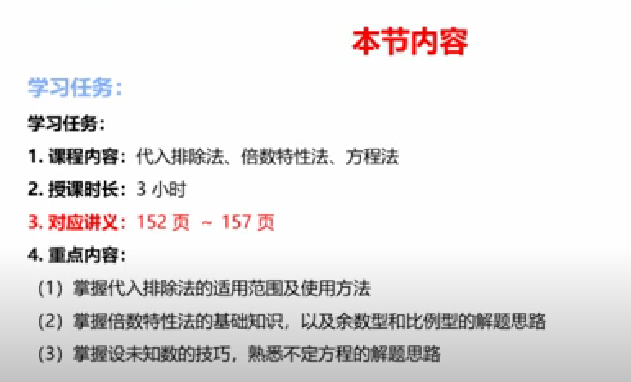 本节内容
学习任务：
学习任务：
1. 课程内容：代入排除法、倍数特性法、方程法
2. 授课时长：3 小时
3. 对应讲义：152 页 ~ 157 页
4. 重点内容：
（1）掌握代入排除法的适用范围及使用方法
（2）掌握倍数特性法的基础知识，以及余数型和比例型的解题思路
（3）掌握设未知数的技巧，熟悉不定方程的解题思路